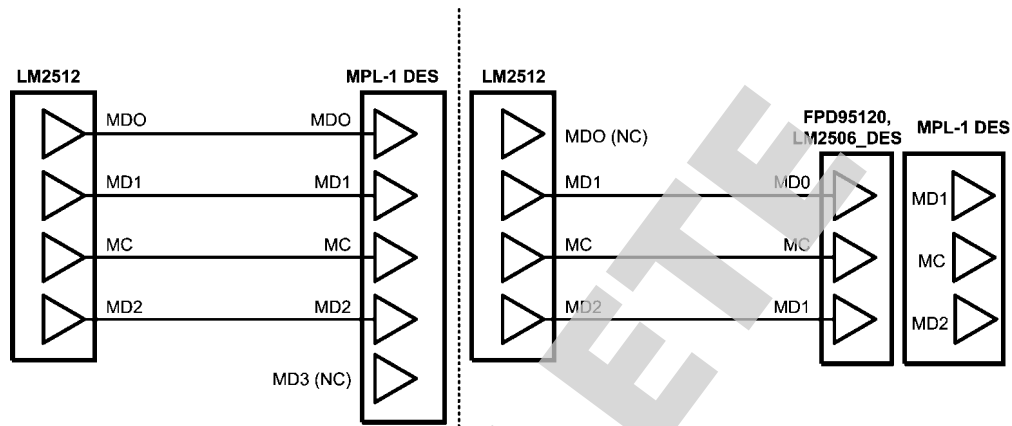 LM2512
MPL-1 DES
MDO
MDO
MD1
MD1
MC
MC
MD2
MD2
MD3 (NC)
LM2512
FPD95120,
LM2506_DES
MPL-1 DES
MDO (NC)
MD1
MD0
MD1
MC
MC
MC
MD2
MD1
MD2
ETE